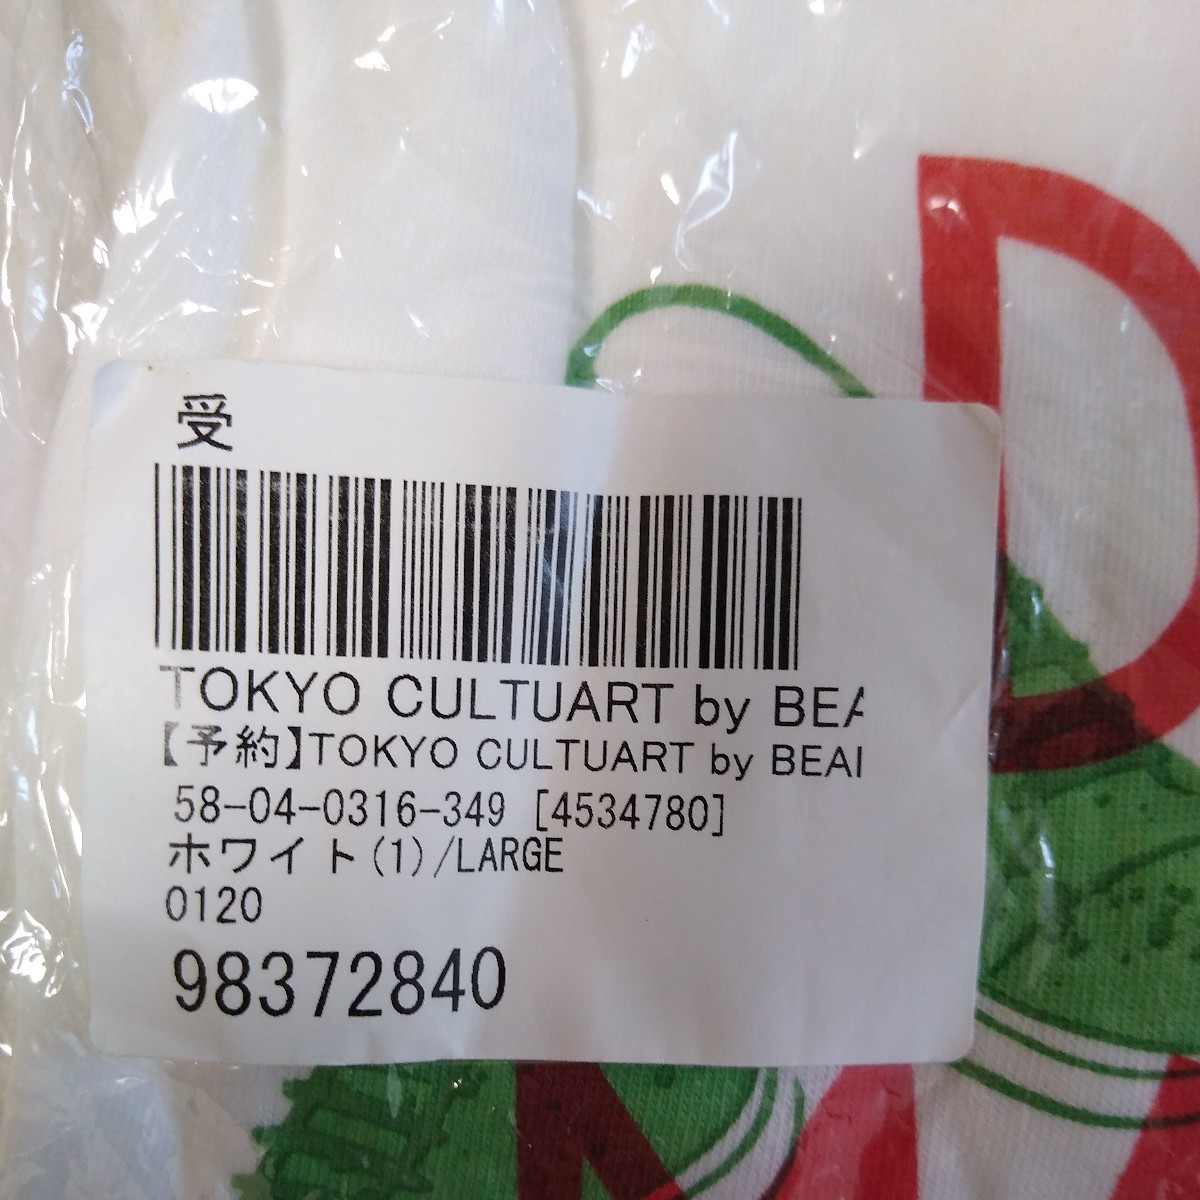 受
TOKYO CULTUART by BEA
【予約】TOKYO CULTUART by BEA
58-04-0316-349 [4534780]
ホワイト(1)/LARGE
0120
98372840
D